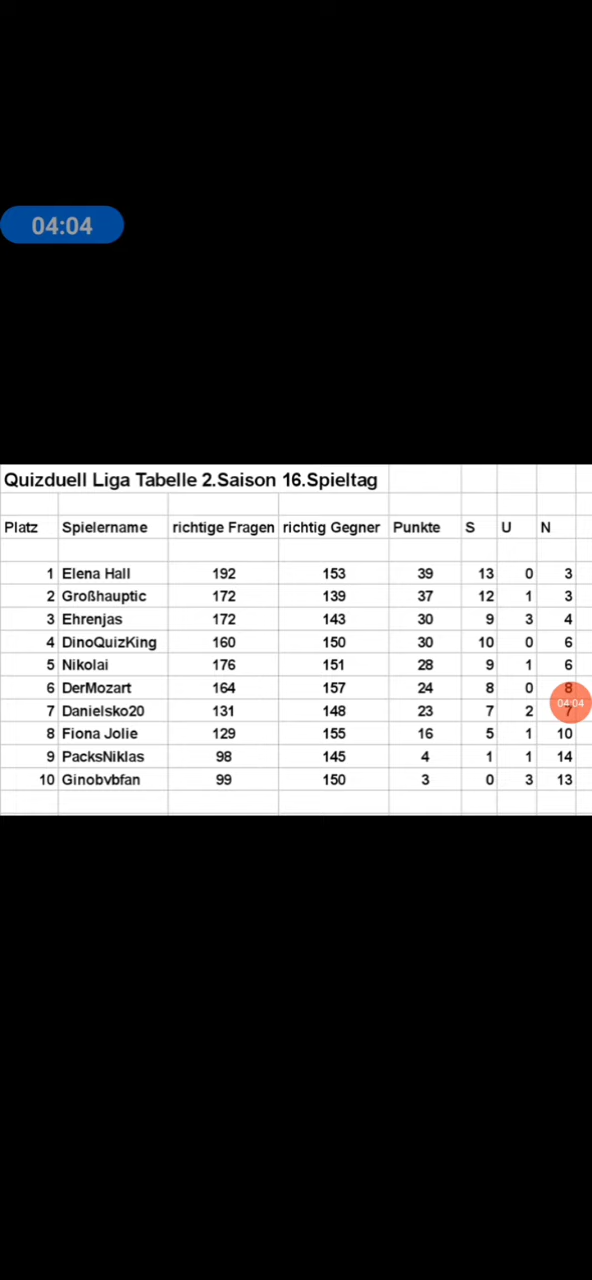 04:04
Quizduell Liga Tabelle 2.Saison 16.Spieltag
Platz Spielername richtige Fragen richtig Gegner Punkte S U N
1 Elena Hall 192 153 39 13 0 3
2 Großhauptic 172 139 37 12 1 3
3 Ehrenjas 172 143 30 9 3 4
4 DinoQuizKing 160 150 30 10 0 6
5 Nikolai 176 151 28 9 1 6
6 DerMozart 164 157 24 8 0 8
04:04
7 Danielsko20 131 148 23 7 2 7
8 Fiona Jolie 129 155 16 5 1 10
9 PacksNiklas 98 145 4 1 1 14
10 Ginobvbfan 99 150 3 0 3 13